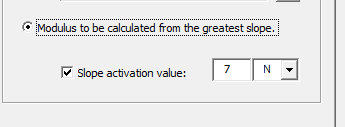 Modulus to be calculated from the greatest slope.
Slope activation value: 7 N